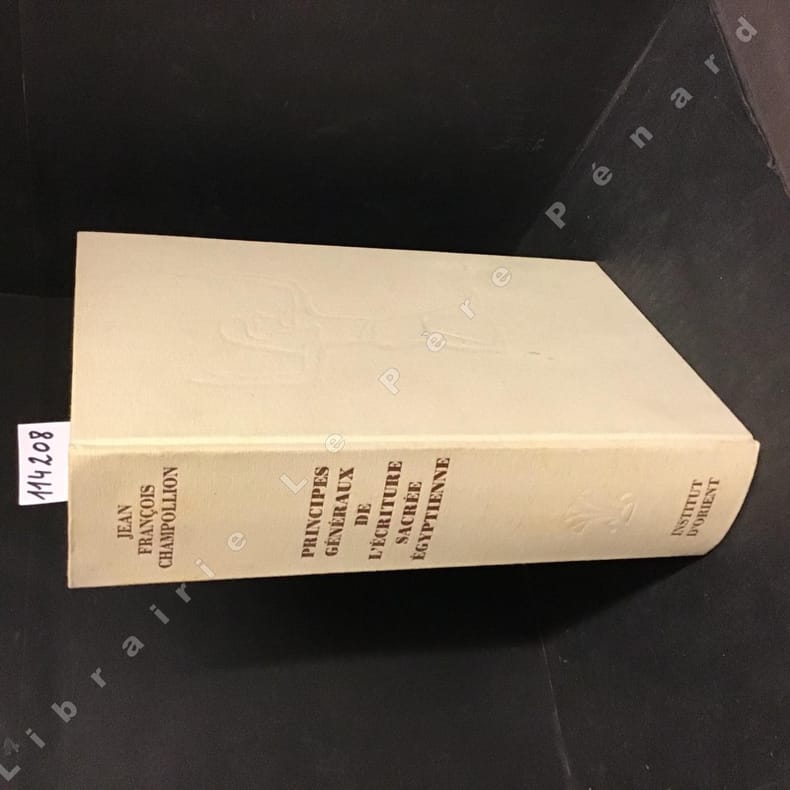 JEAN
FRANÇOIS
CHAMPOLLION
PRINCIPES
GÉNÉRAUX
DE
L'ÉCRITURE
SACRÉE
ÉGYPTIENNE
INSTITUT
D'ORIENT
114208
Librairie Le Père Pénard